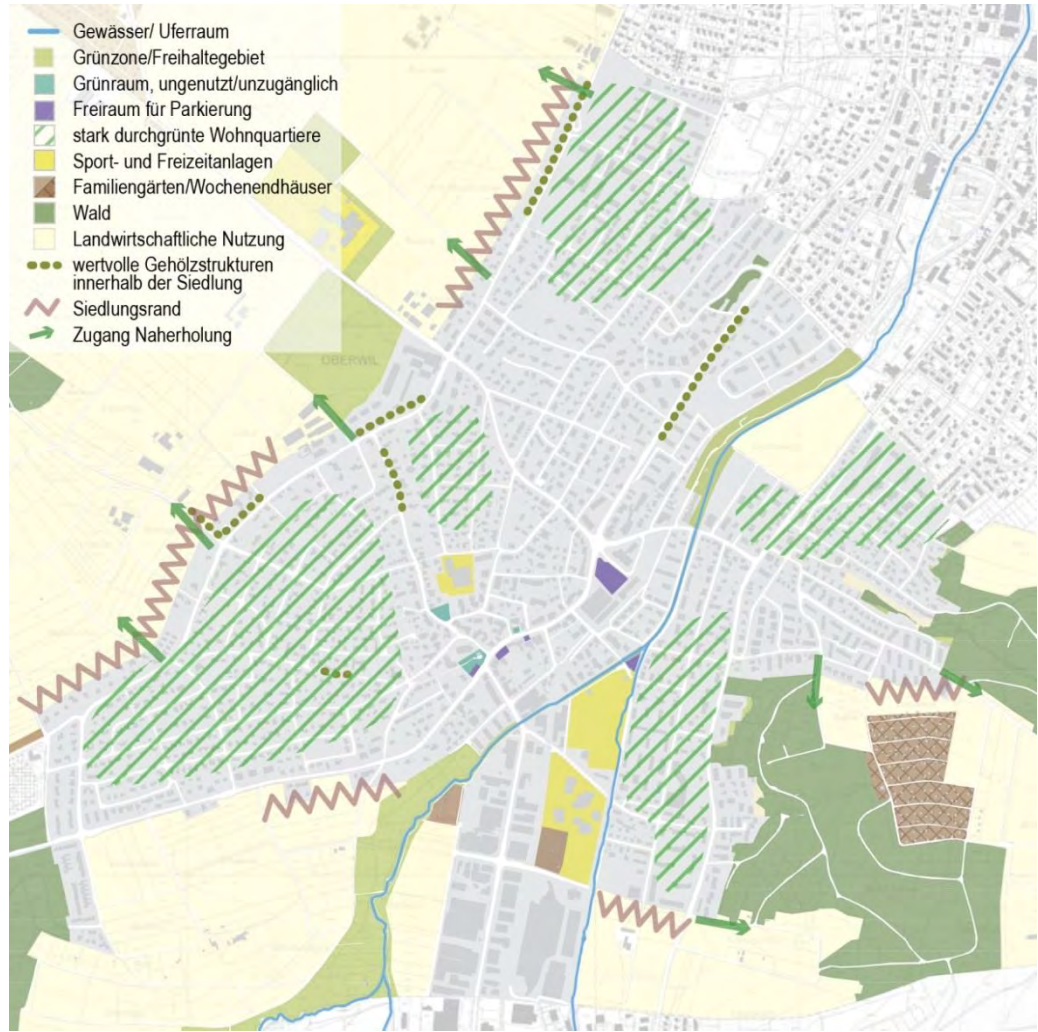 Gewässer/ Uferraum
Grünzone/Freihaltegebiet
Grünraum, ungenutzt/unzugänglich
Freiraum für Parkierung
stark durchgrünte Wohnquartiere
Sport- und Freizeitanlagen
Familiengärten/Wochenendhäuser
Wald
Landwirtschaftliche Nutzung
wertvolle Gehölzstrukturen
innerhalb der Siedlung
Siedlungsrand
Zugang Naherholung
OBERWIL